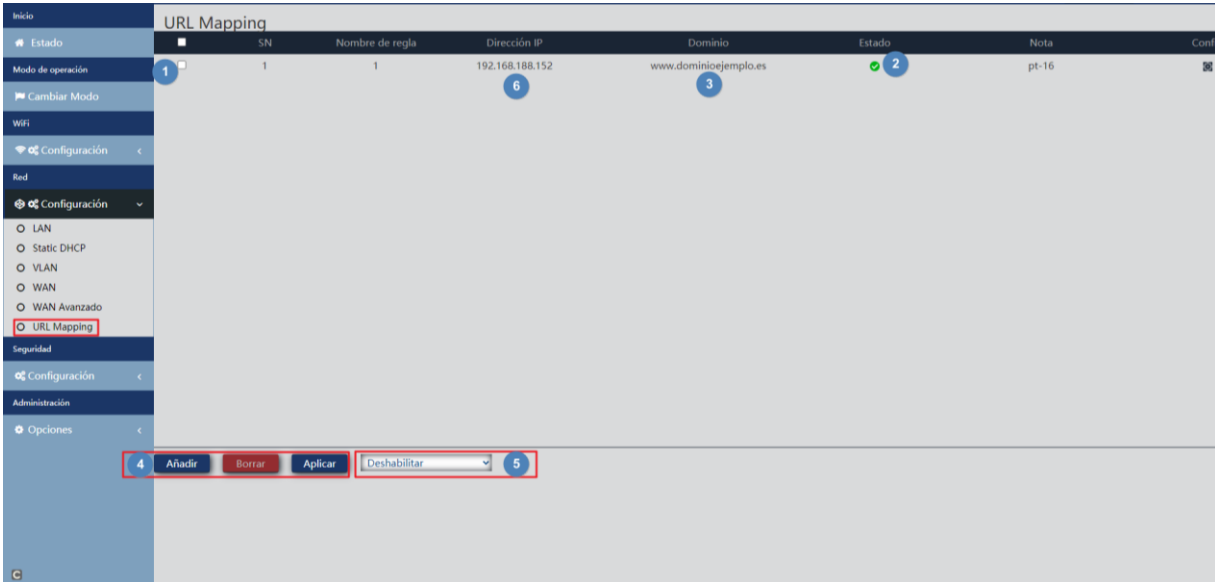 Inicio
Estado
Modo de operación
Cambiar Modo
WiFi
Configuración
Red
Configuración
LAN
Static DHCP
VLAN
WAN
WAN Avanzado
URL Mapping
Seguridad
Configuración
Administración
Opciones
URL Mapping
SN Nombre de regla Dirección IP Dominio Estado Nota Conf
1 1 1 192.168.188.152 www.dominioejemplo.es 2 pt-16
6 3
4 Añadir Borrar Aplicar Deshabilitar 5